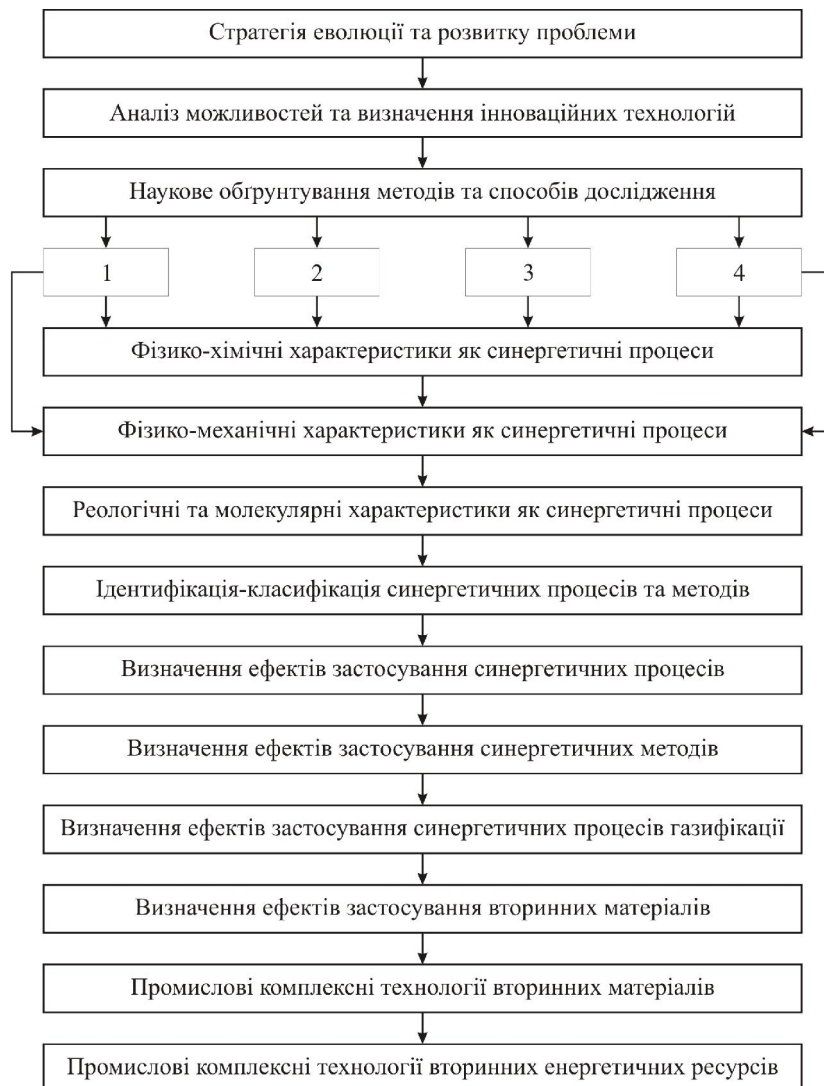 Стратегія еволюції та розвитку проблеми
Аналіз можливостей та визначення інноваційних технологій
Наукове обґрунтування методів та способів дослідження
1
2
3
4
Фізико-хімічні характеристики як синергетичні процеси
Фізико-механічні характеристики як синергетичні процеси
Реологічні та молекулярні характеристики як синергетичні процеси
Ідентифікація-класифікація синергетичних процесів та методів
Визначення ефектів застосування синергетичних процесів
Визначення ефектів застосування синергетичних методів
Визначення ефектів застосування синергетичних процесів газифікації
Визначення ефектів застосування вторинних матеріалів
Промислові комплексні технології вторинних матеріалів
Промислові комплексні технології вторинних енергетичних ресурсів